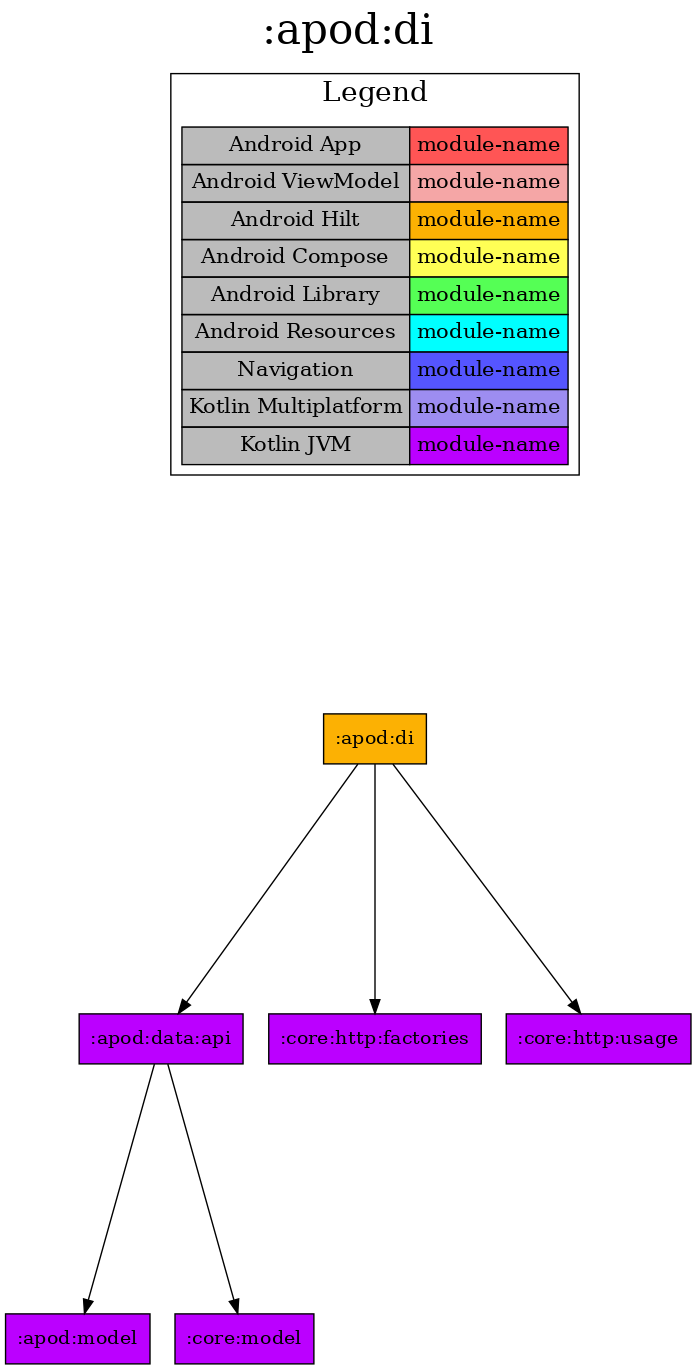 :apod:di
Legend
Android App module-name
Android ViewModel module-name
Android Hilt module-name
Android Compose module-name
Android Library module-name
Android Resources module-name
Navigation module-name
Kotlin Multiplatform module-name
Kotlin JVM module-name
:apod:di
:apod:data:api :core:http:factories :core:http:usage
:apod:model :core:model